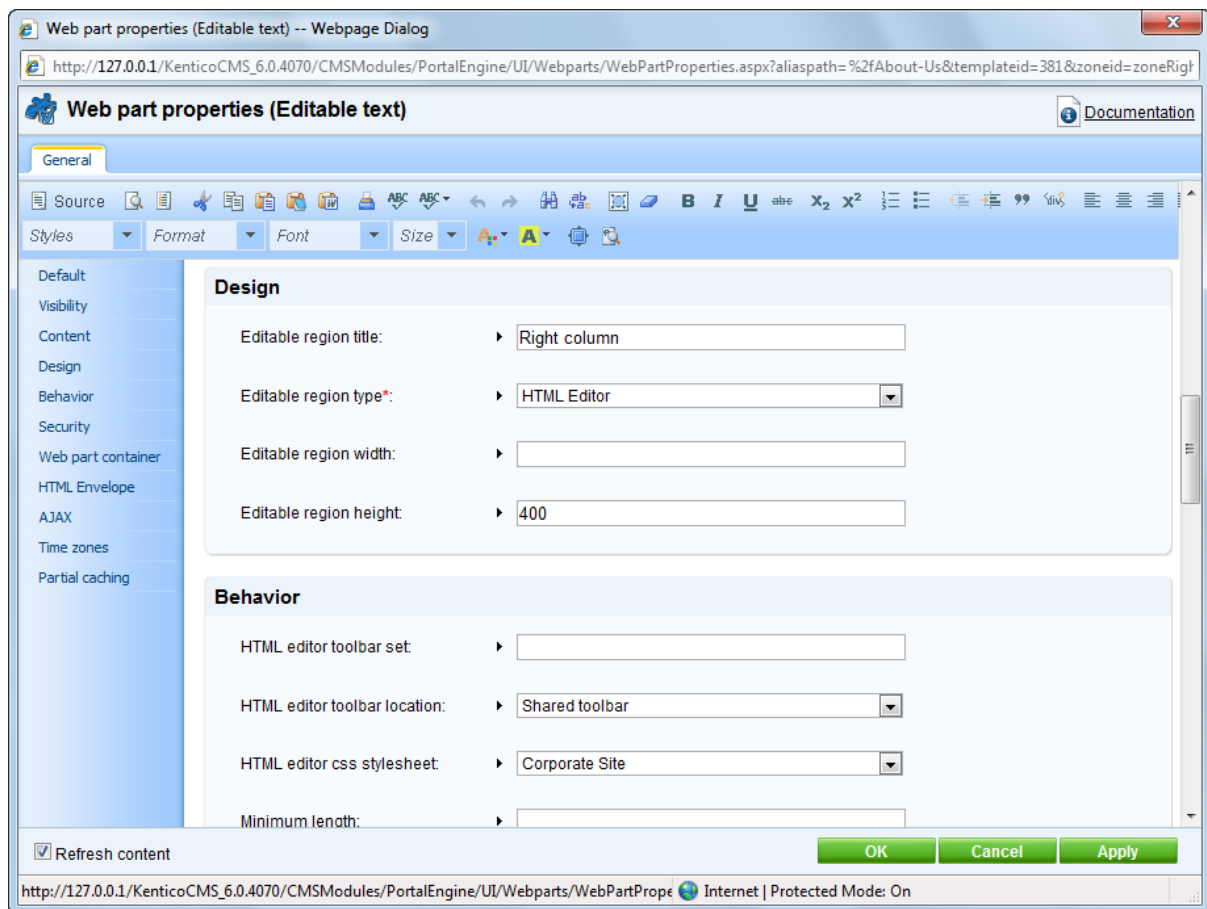 Web part properties (Editable text) -- Webpage Dialog
http://127.0.0.1/KenticoCMS_6.0.4070/CMSModules/PortalEngine/UI/Webparts/WebPartProperties.aspx?aliaspath=%2fAbout-Us&templateid=381&zoneid=zoneRigh
Web part properties (Editable text)
Documentation
General
Source ABC ABC B I U abc X₂ X²
Styles Format Font Size A A
Default
Visibility
Content
Design
Behavior
Security
Web part container
HTML Envelope
AJAX
Time zones
Partial caching
Design
Editable region title: Right column
Editable region type*: HTML Editor
Editable region width:
Editable region height: 400
Behavior
HTML editor toolbar set:
HTML editor toolbar location: Shared toolbar
HTML editor css stylesheet: Corporate Site
Minimum length:
Refresh content
OK Cancel Apply
http://127.0.0.1/KenticoCMS_6.0.4070/CMSModules/PortalEngine/UI/Webparts/WebPartPrope Internet | Protected Mode: On